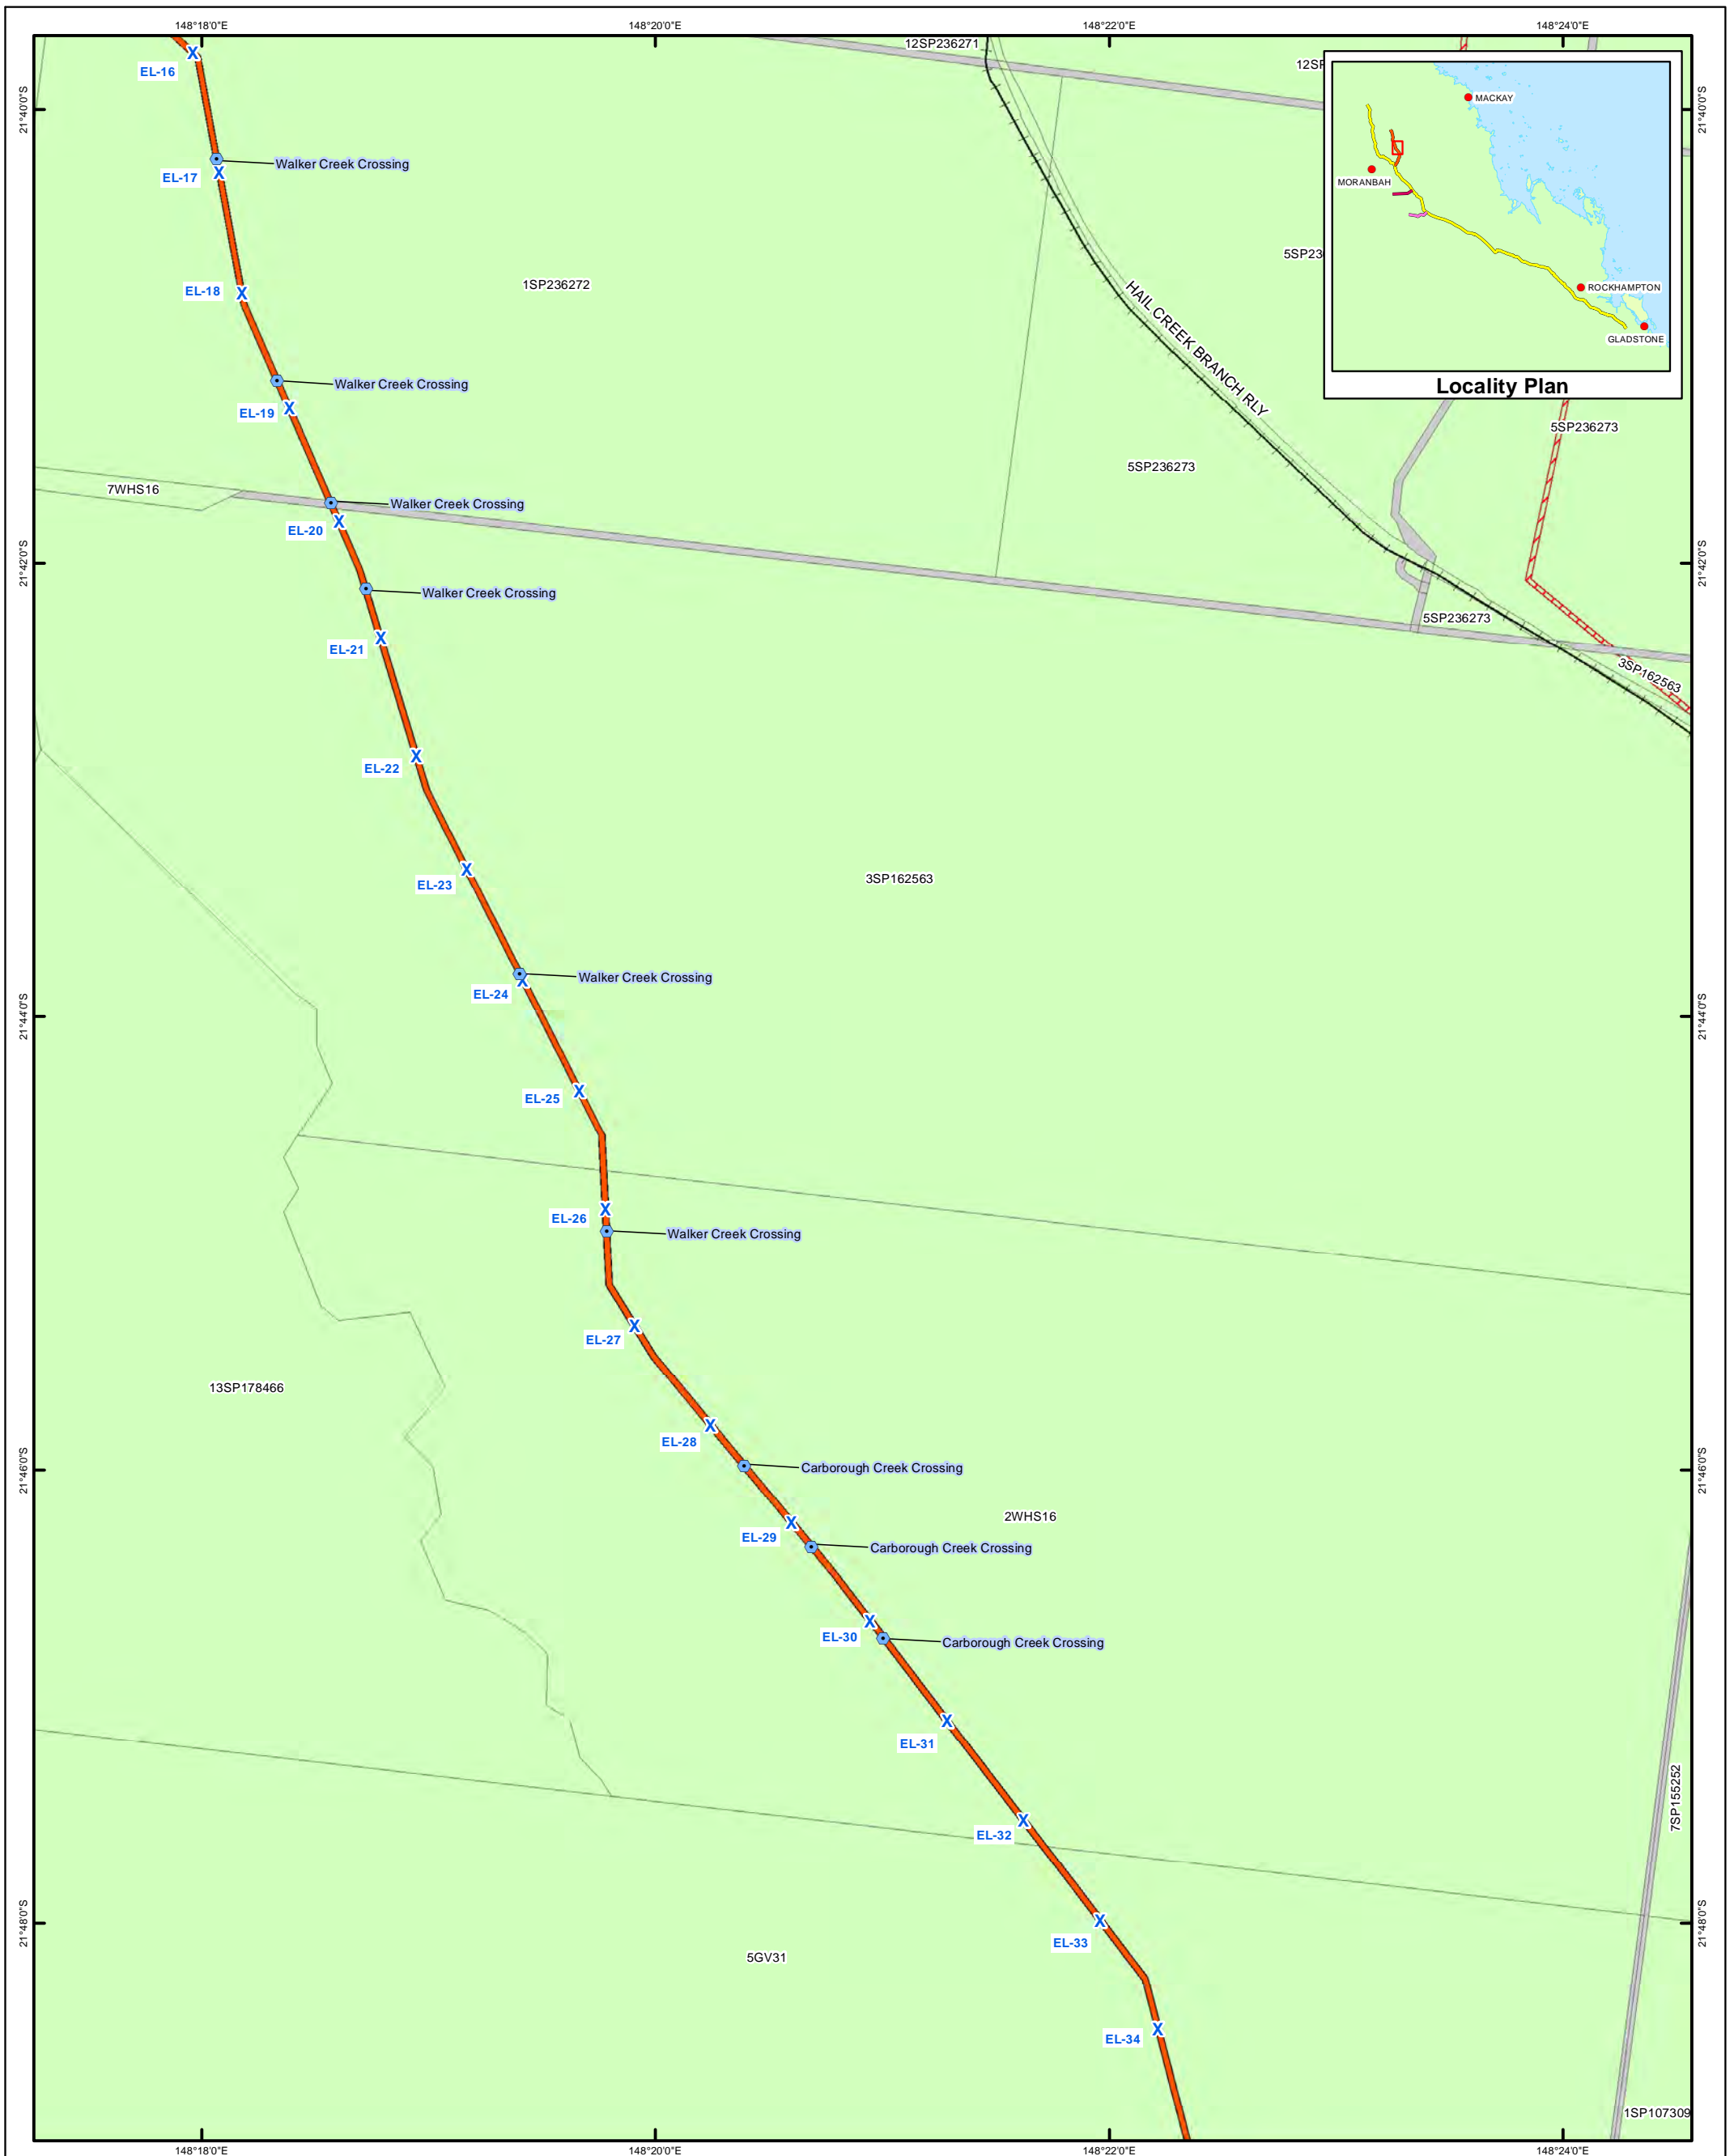 148°18'0"E
148°20'0"E
148°22'0"E
148°24'0"E
12SP236271
EL-16
12SP
MACKAY
21°40'0"S
21°40'0"S
Walker Creek Crossing
EL-17
MORANBAH
5SP23
1SP236272
EL-18
HAIL CREEK BRANCH RLY
ROCKHAMPTON
GLADSTONE
Locality Plan
Walker Creek Crossing
EL-19
5SP236273
5SP236273
7WHS16
Walker Creek Crossing
EL-20
21°42'0"S
21°42'0"S
Walker Creek Crossing
5SP236273
EL-21
3SP162563
EL-22
3SP162563
EL-23
Walker Creek Crossing
EL-24
21°44'0"S
21°44'0"S
EL-25
EL-26
Walker Creek Crossing
EL-27
13SP178466
EL-28
Carborough Creek Crossing
21°46'0"S
21°46'0"S
2WHS16
EL-29
Carborough Creek Crossing
EL-30
Carborough Creek Crossing
EL-31
7SP155252
EL-32
21°48'0"S
21°48'0"S
EL-33
5GV31
EL-34
1SP107309
148°18'0"E
148°20'0"E
148°22'0"E
148°24'0"E